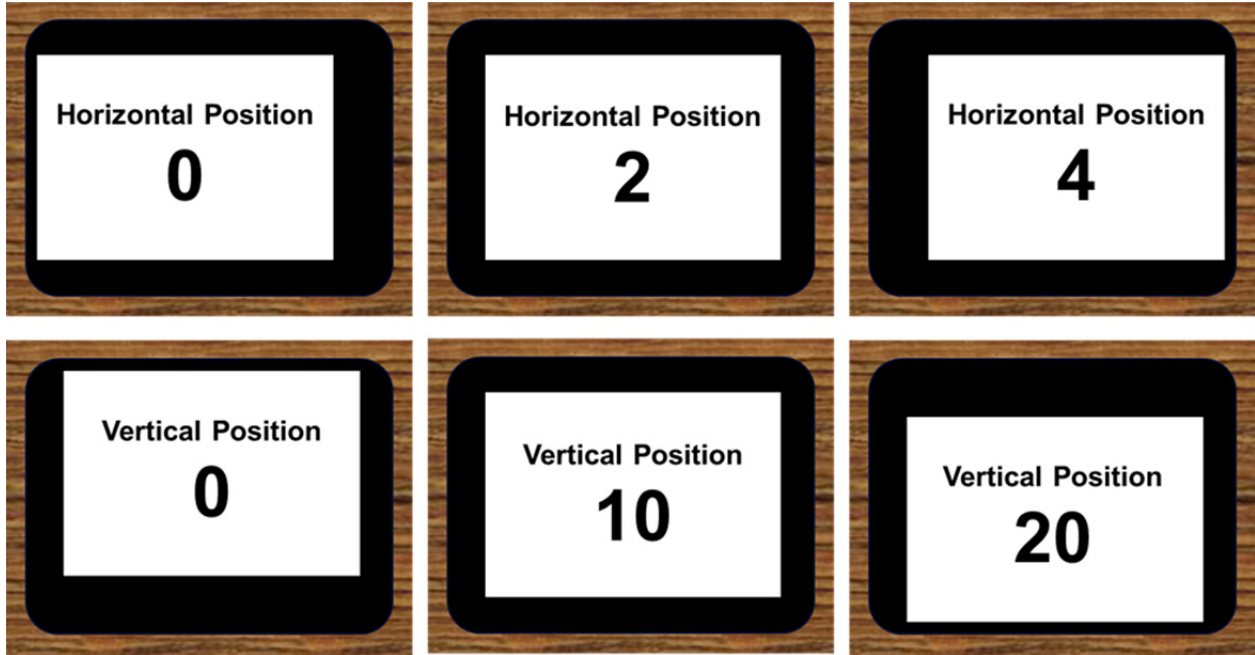 Horizontal Position
0
Horizontal Position
2
Horizontal Position
4
Vertical Position
0
Vertical Position
10
Vertical Position
20